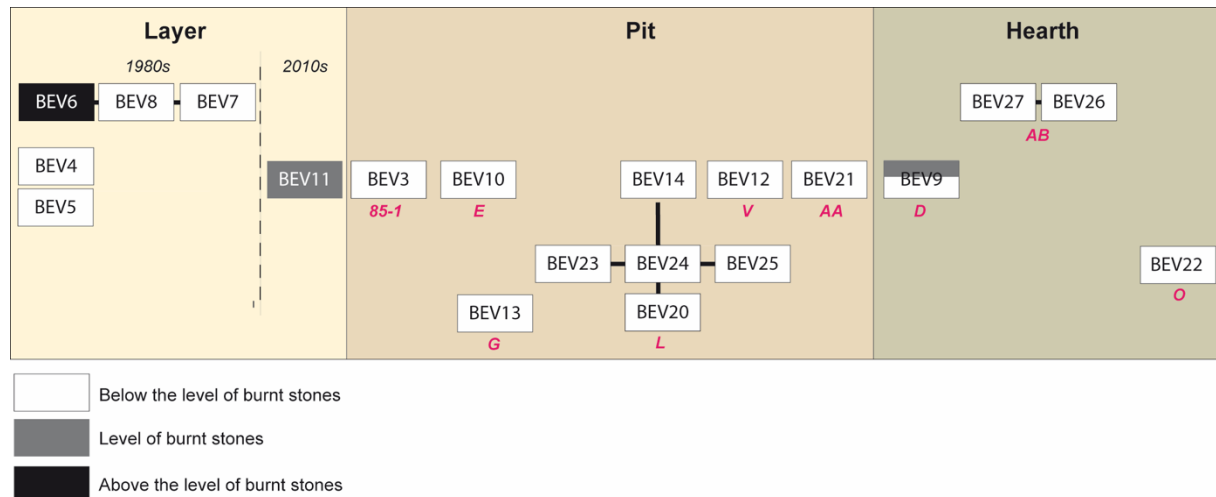 Layer
Pit
Hearth
1980s
2010s
BEV6
BEV8
BEV7
BEV27
BEV26
AB
BEV4
BEV5
BEV11
BEV3
85-1
BEV10
E
BEV14
BEV12
V
BEV21
AA
BEV9
D
BEV23
BEV24
BEV25
BEV22
O
BEV13
G
BEV20
L
Below the level of burnt stones
Level of burnt stones
Above the level of burnt stones